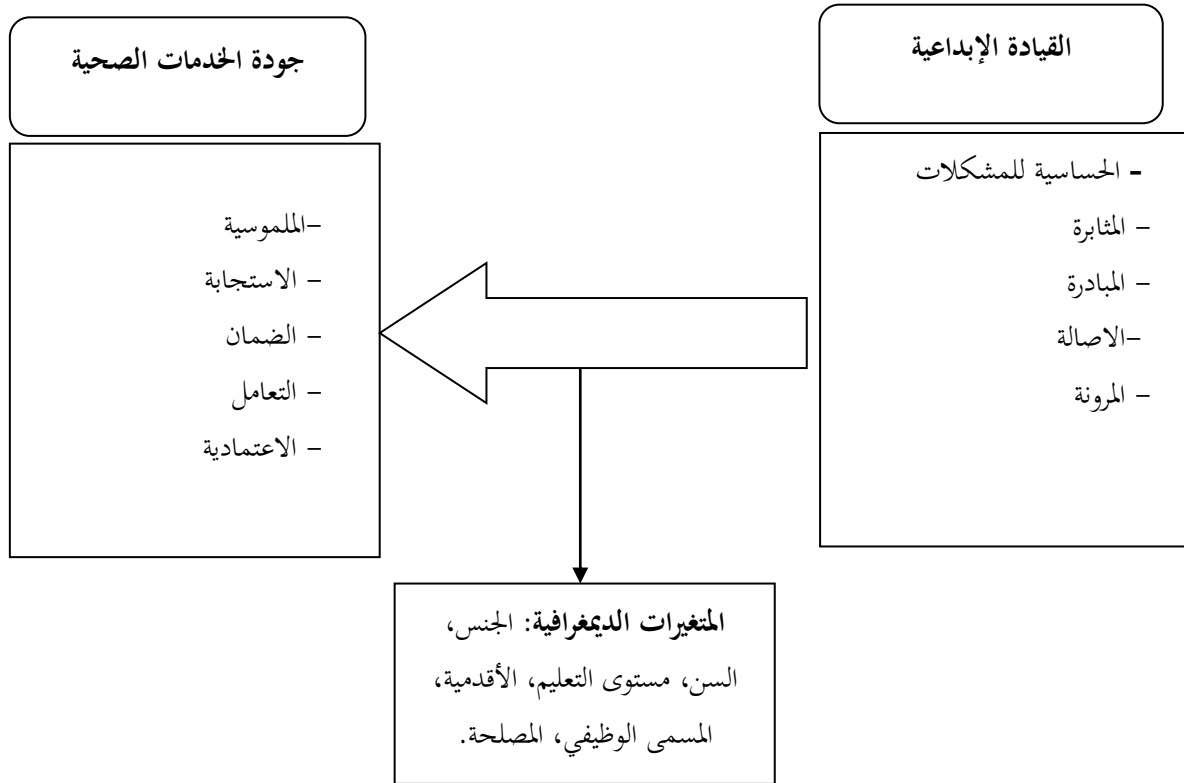 القيادة الإبداعية
- الحساسية للمشكلات
- المثابرة
- المبادرة
-الاصالة
- المرونة
جودة الخدمات الصحية
-الملموسية
- الاستجابة
- الضمان
- التعامل
- الاعتمادية
المتغيرات الديمغرافية: الجنس،
السن، مستوى التعليم، الأقدمية،
المسمى الوظيفي، المصلحة.